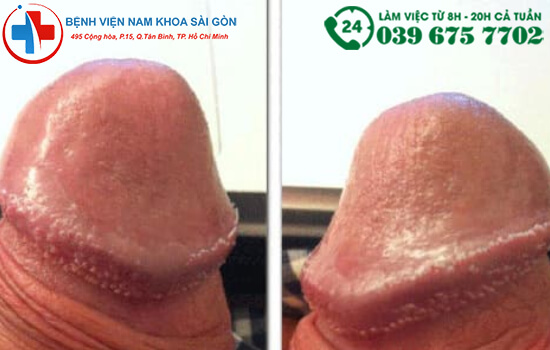 BỆNH VIỆN NAM KHOA SÀI GÒN
495 Cộng hòa, P.15, Q.Tân Bình, TP. Hồ Chí Minh
24
LÀM VIỆC TỪ 8H - 20H CẢ TUẦN
039 675 7702